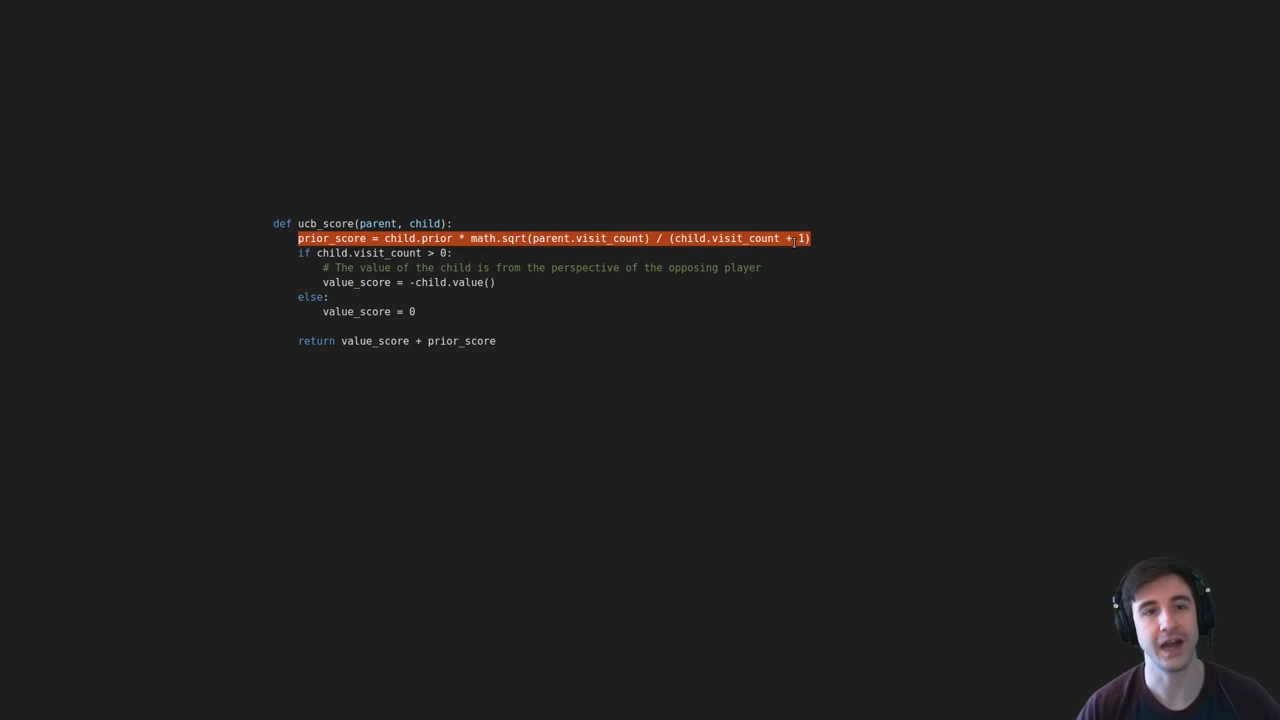 def ucb_score(parent, child):
prior_score = child.prior * math.sqrt(parent.visit_count) / (child.visit_count + 1)
if child.visit_count > 0:
# The value of the child is from the perspective of the opposing player
value_score = -child.value()
else:
value_score = 0
return value_score + prior_score